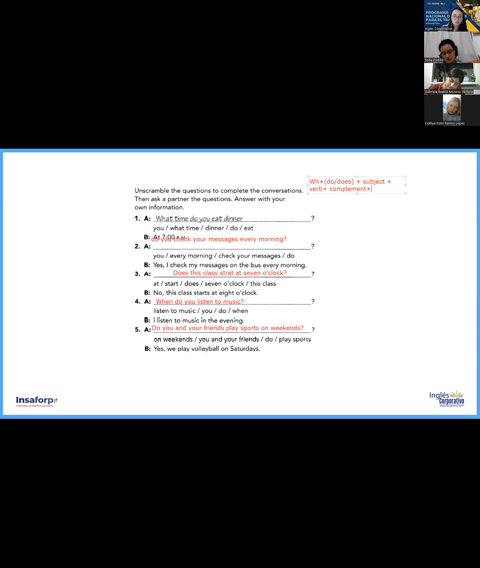 PROGRAMA
NACIONAL D
PARA EL TR
Wh+(do/does) + subject +
verb+ complement+
Unscramble the questions to complete the conversations.
Then ask a partner the questions. Answer with your
own information.
1. A: What time do you eat dinner ?
you / what time / dinner / do / eat
B: At 7:00 p.m.
do you check your messages every morning?
2. A: ?
you / every morning / check your messages / do
B: Yes, I check my messages on the bus every morning.
3. A: Does this class strat at seven o'clock? ?
at / start / does / seven o'clock / this class
B: No, this class starts at eight o'clock.
4. A: When do you listen to music? ?
listen to music / you / do / when
B: I listen to music in the evening.
5. A: Do you and your friends play sports on weekends? ?
on weekends / you and your friends / do / play sports
B: Yes, we play volleyball on Saturdays.
Insaforp
Inglés
Corporativo